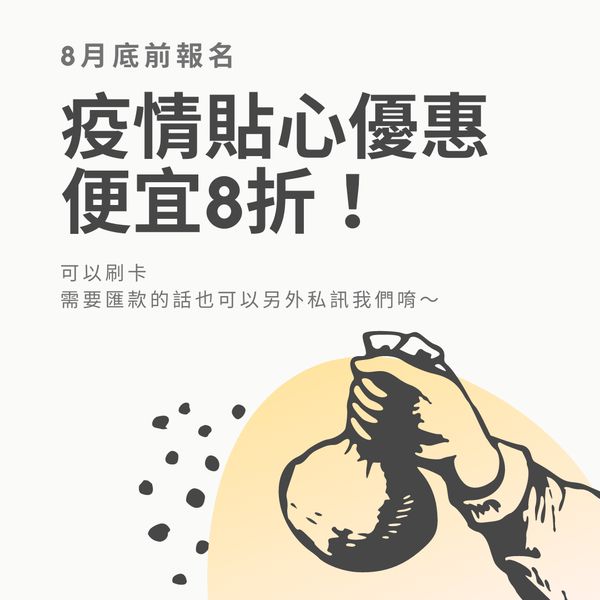 8月底前報名
疫情貼心優惠
便宜8折！
可以刷卡
需要匯款的話也可以另外私訊我們唷～